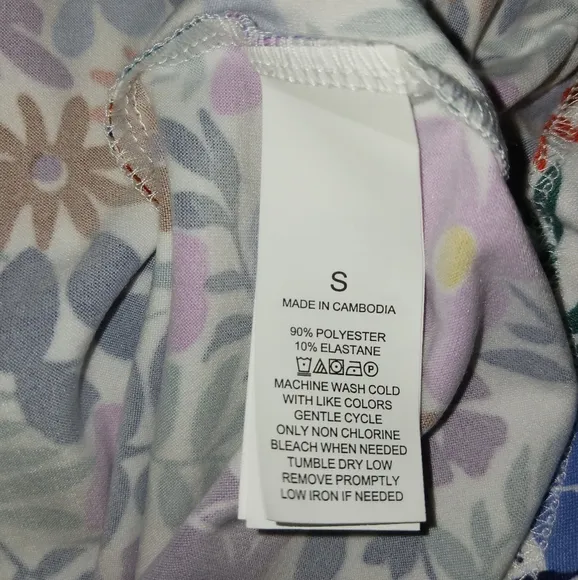 S
MADE IN CAMBODIA
90% POLYESTER
10% ELASTANE
MACHINE WASH COLD
WITH LIKE COLORS
GENTLE CYCLE
ONLY NON CHLORINE
BLEACH WHEN NEEDED
TUMBLE DRY LOW
REMOVE PROMPTLY
LOW IRON IF NEEDED